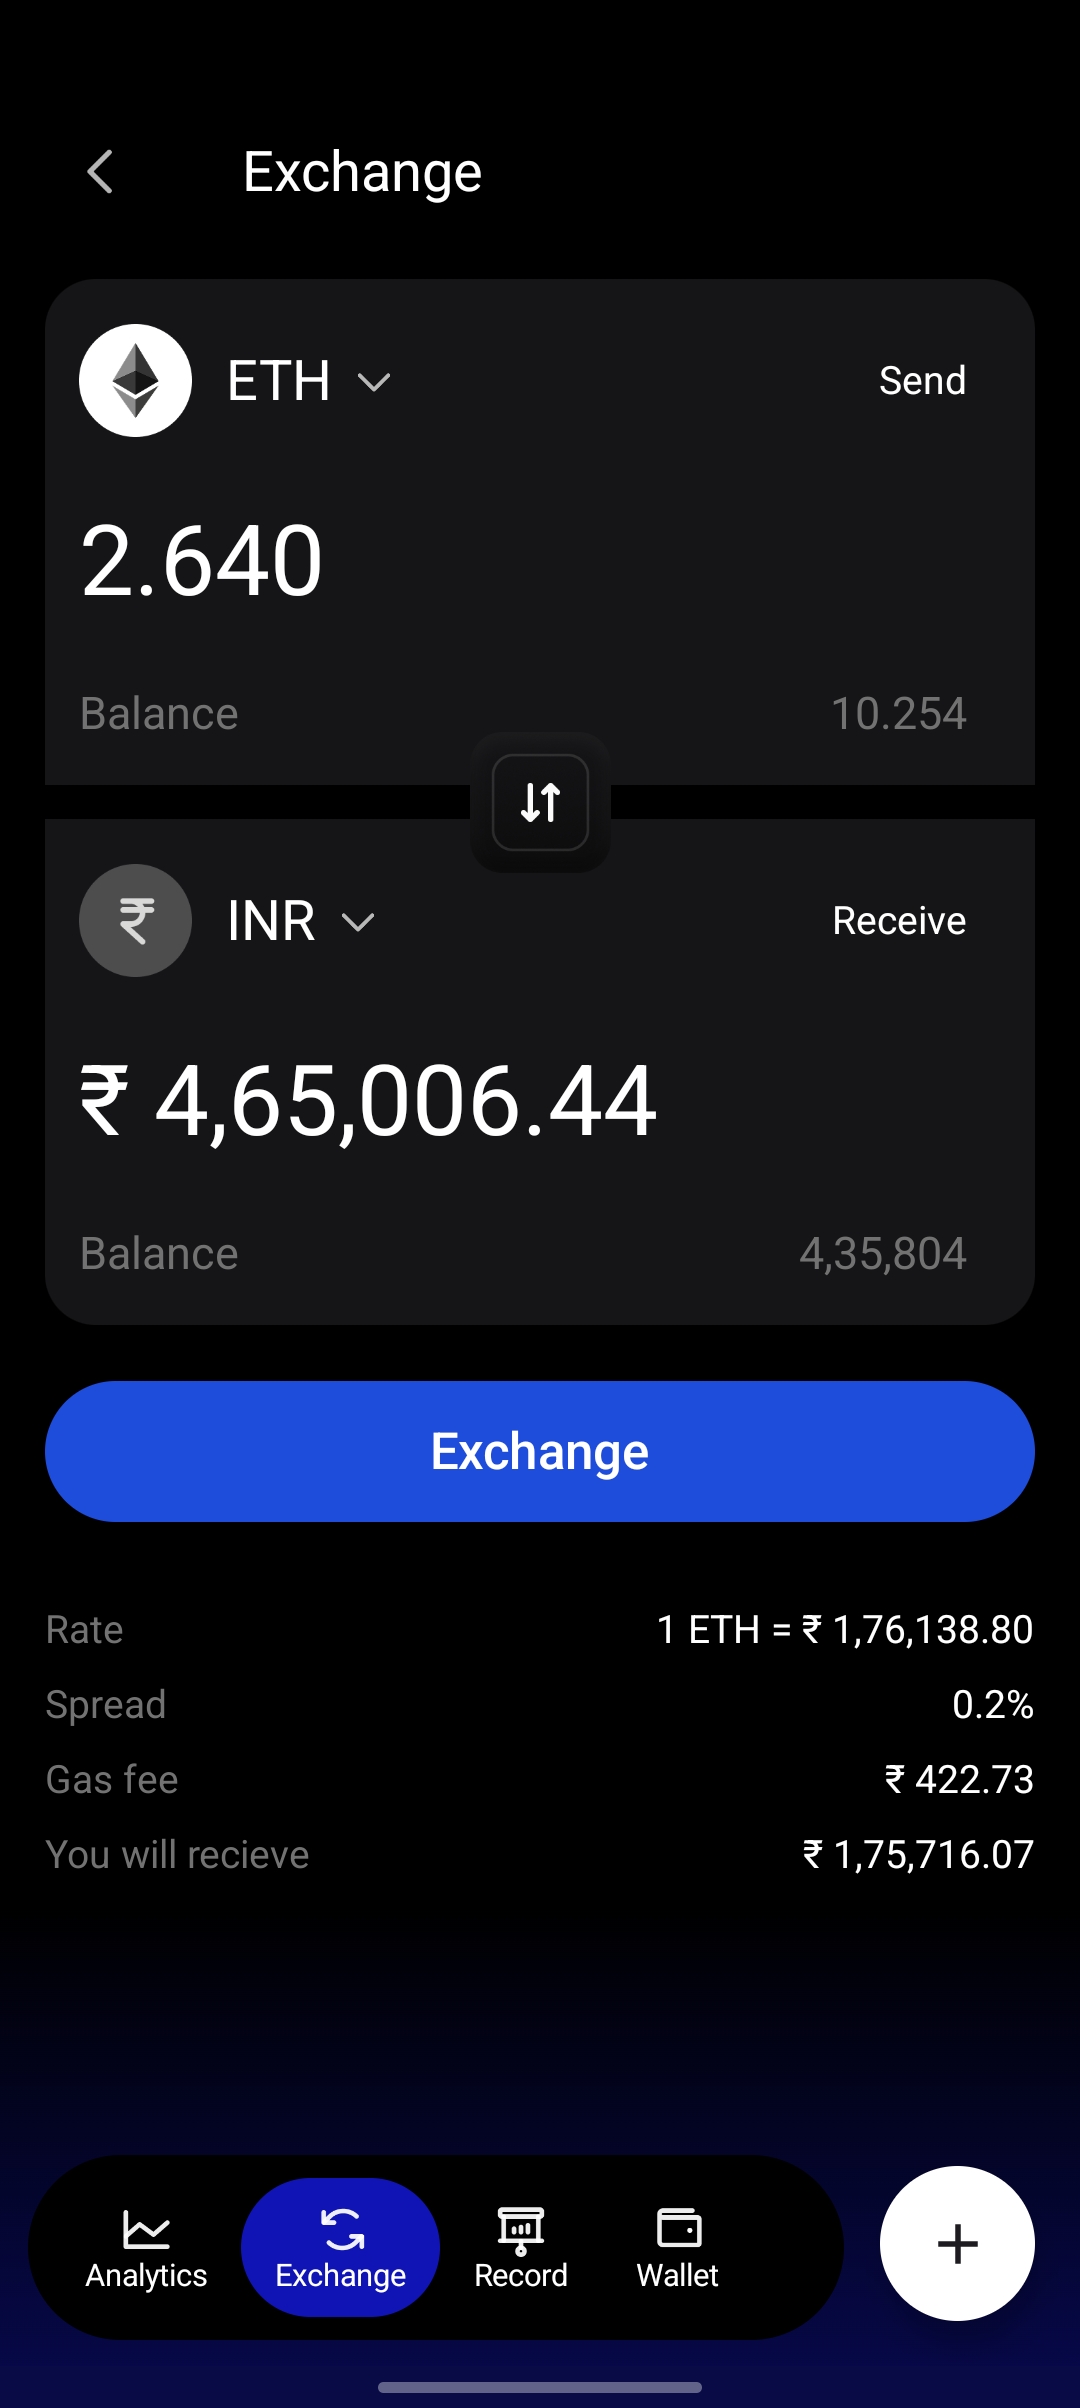 Exchange
ETH
Send
2.640
Balance 10.254
₹
INR
Receive
₹ 4,65,006.44
Balance 4,35,804
Exchange
Rate 1 ETH = ₹ 1,76,138.80
Spread 0.2%
Gas fee ₹ 422.73
You will recieve ₹ 1,75,716.07
Analytics Exchange Record Wallet